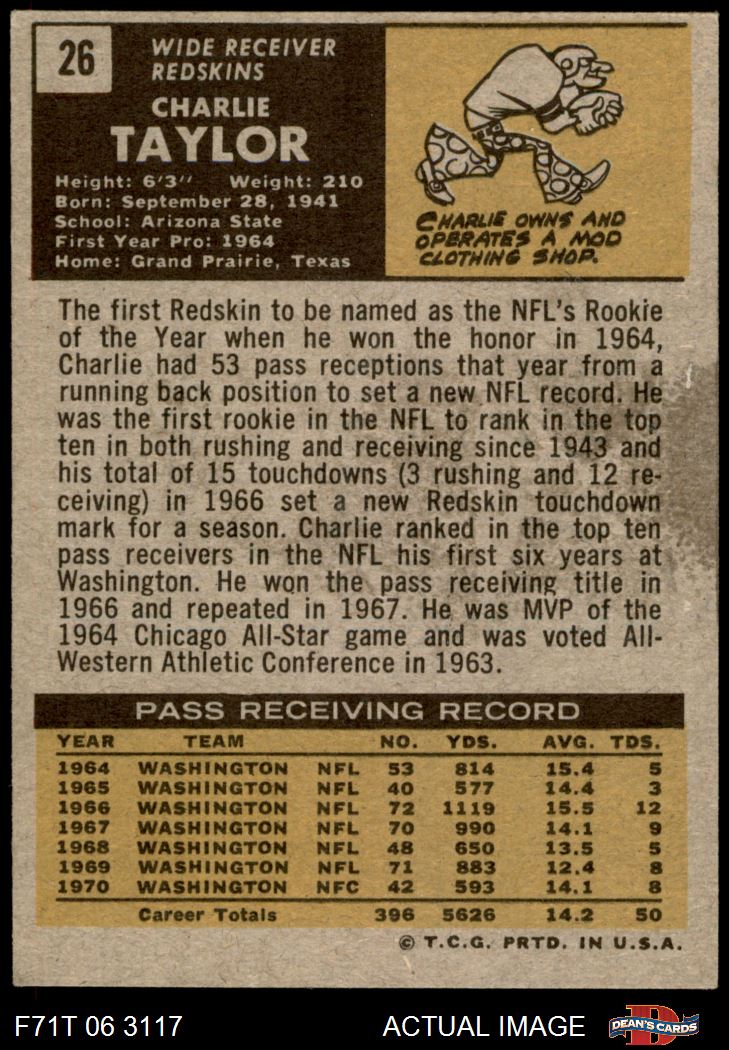 26
WIDE RECEIVER
REDSKINS
CHARLIE
TAYLOR
Height: 6'3'' Weight: 210
Born: September 28, 1941
School: Arizona State
First Year Pro: 1964
Home: Grand Prairie, Texas
CHARLIE OWNS AND
OPERATES A MOD
CLOTHING SHOP.
The first Redskin to be named as the NFL's Rookie
of the Year when he won the honor in 1964,
Charlie had 53 pass receptions that year from a
running back position to set a new NFL record. He
was the first rookie in the NFL to rank in the top
ten in both rushing and receiving since 1943 and
his total of 15 touchdowns (3 rushing and 12 re-
ceiving) in 1966 set a new Redskin touchdown
mark for a season. Charlie ranked in the top ten
pass receivers in the NFL his first six years at
Washington. He won the pass receiving title in
1966 and repeated in 1967. He was MVP of the
1964 Chicago All-Star game and was voted All-
Western Athletic Conference in 1963.
PASS RECEIVING RECORD
YEAR TEAM NO. YDS. AVG. TDS.
1964 WASHINGTON NFL 53 814 15.4 5
1965 WASHINGTON NFL 40 577 14.4 3
1966 WASHINGTON NFL 72 1119 15.5 12
1967 WASHINGTON NFL 70 990 14.1 9
1968 WASHINGTON NFL 48 650 13.5 5
1969 WASHINGTON NFL 71 883 12.4 8
1970 WASHINGTON NFC 42 593 14.1 8
Career Totals 396 5626 14.2 50
© T.C.G. PRTD. IN U.S.A.
F71T 06 3117 ACTUAL IMAGE D DEAN'S CARDS